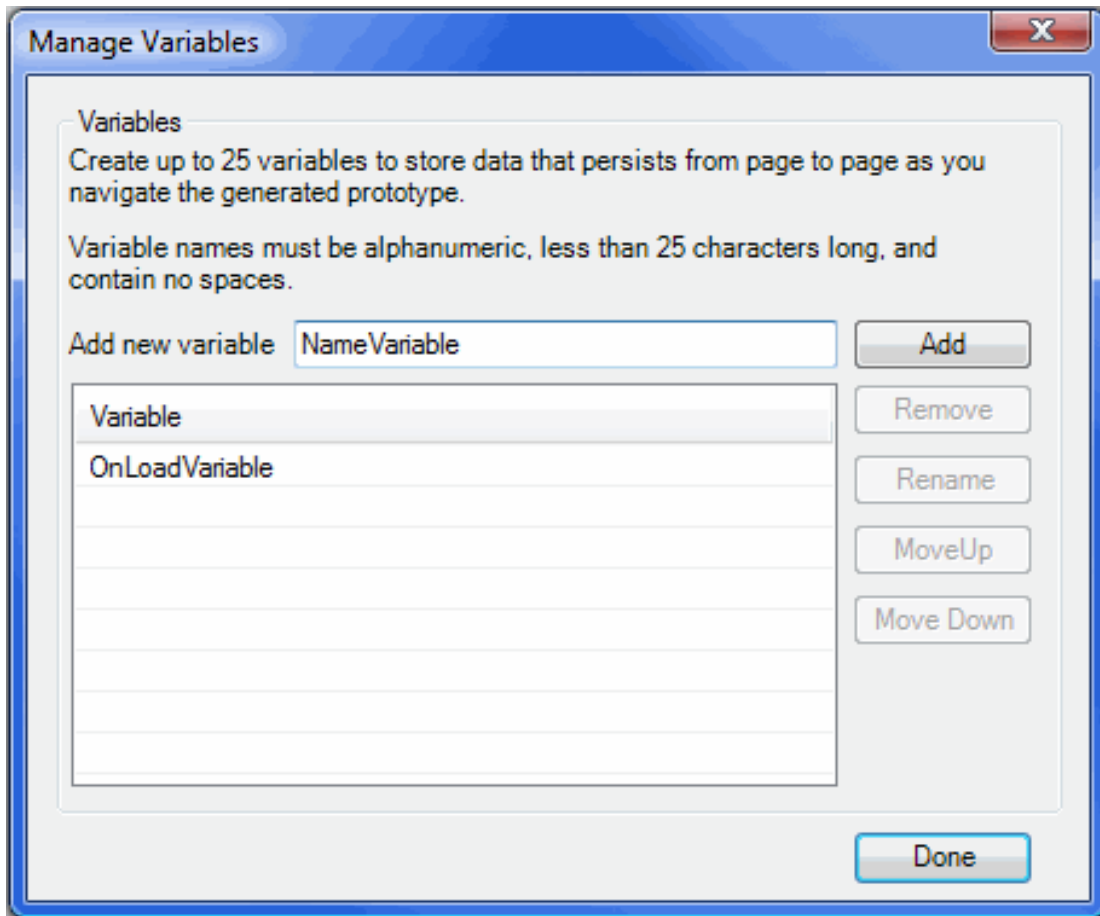 Manage Variables
X
Variables
Create up to 25 variables to store data that persists from page to page as you
navigate the generated prototype.
Variable names must be alphanumeric, less than 25 characters long, and
contain no spaces.
Add new variable NameVariable Add
Variable
Remove
OnLoadVariable
Rename
MoveUp
Move Down
Done